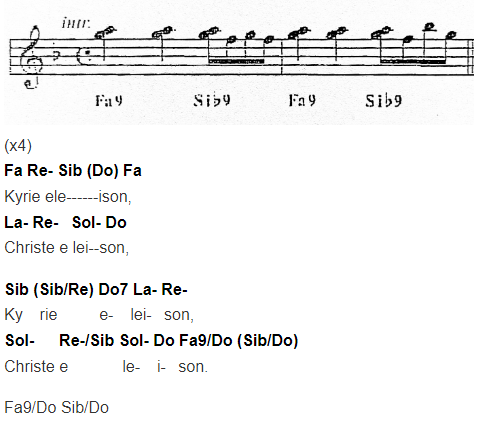 intr.
Fa9 Sib9 Fa9 Sib9
(x4)
Fa Re- Sib (Do) Fa
Kyrie ele------ison,
La- Re- Sol- Do
Christe e lei--son,
Sib (Sib/Re) Do7 La- Re-
Ky rie e- lei- son,
Sol- Re-/Sib Sol- Do Fa9/Do (Sib/Do)
Christe e le- i- son.
Fa9/Do Sib/Do